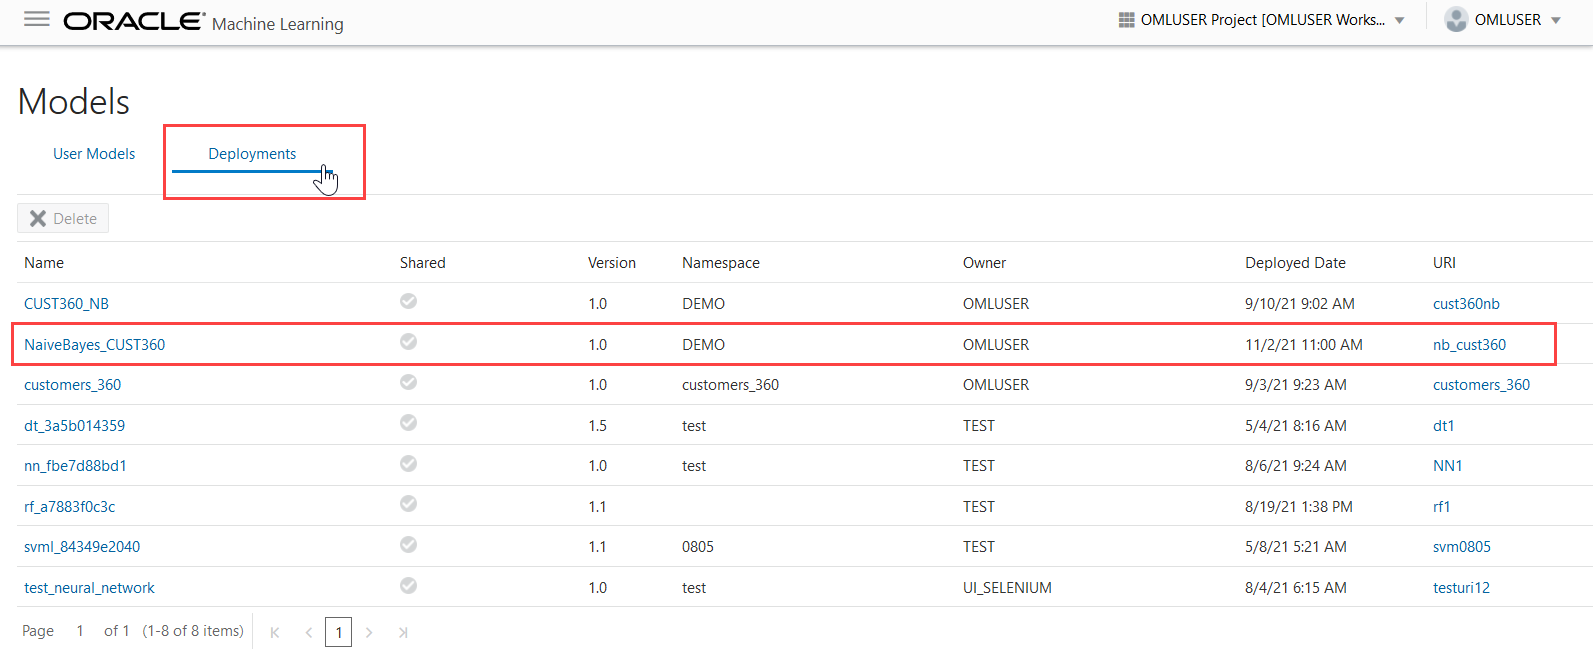 ORACLE Machine Learning OMLUSER Project [OMLUSER Works... OMLUSER
Models
User Models Deployments
Delete
Name Shared Version Namespace Owner Deployed Date URI
CUST360_NB 1.0 DEMO OMLUSER 9/10/21 9:02 AM cust360nb
NaiveBayes_CUST360 1.0 DEMO OMLUSER 11/2/21 11:00 AM nb_cust360
customers_360 1.0 customers_360 OMLUSER 9/3/21 9:23 AM customers_360
dt_3a5b014359 1.5 test TEST 5/4/21 8:16 AM dt1
nn_fbe7d88bd1 1.0 test TEST 8/6/21 9:24 AM NN1
rf_a7883f0c3c 1.1 TEST 8/19/21 1:38 PM rf1
svml_84349e2040 1.1 0805 TEST 5/8/21 5:21 AM svm0805
test_neural_network 1.0 test UI_SELENIUM 8/4/21 6:15 AM testuri12
Page 1 of 1 (1-8 of 8 items) 1